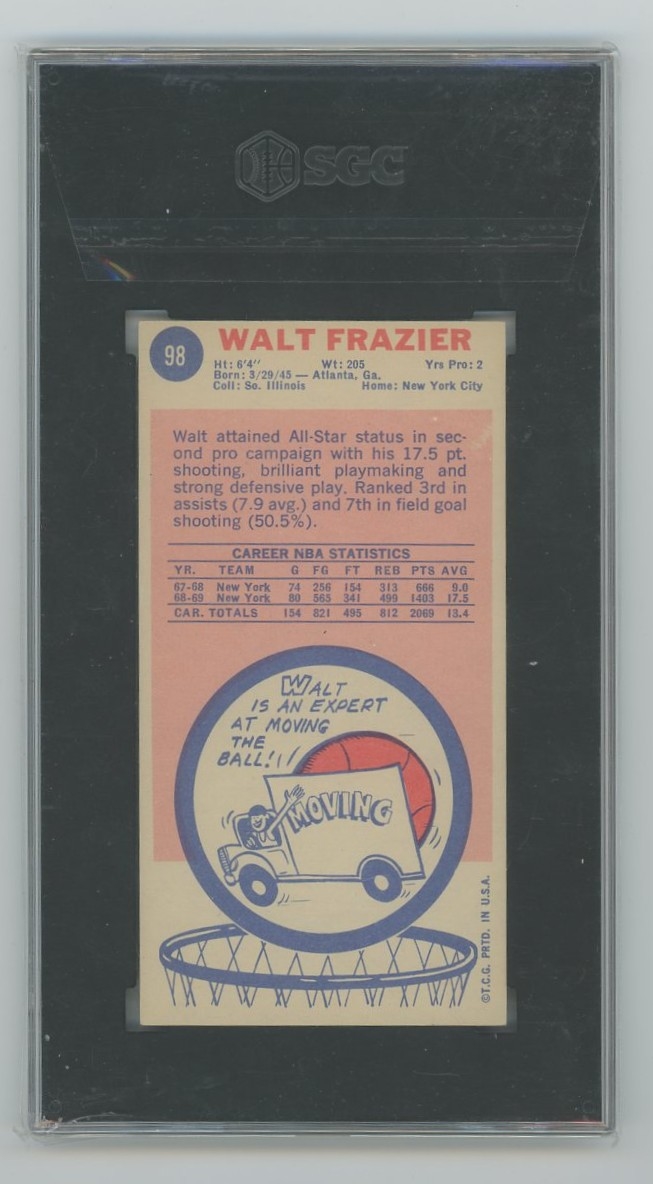 SGC
98
WALT FRAZIER
Ht: 6'4" Wt: 205 Yrs Pro: 2
Born: 3/29/45 — Atlanta, Ga.
Coll: So. Illinois Home: New York City
Walt attained All-Star status in sec-
ond pro campaign with his 17.5 pt.
shooting, brilliant playmaking and
strong defensive play. Ranked 3rd in
assists (7.9 avg.) and 7th in field goal
shooting (50.5%).
CAREER NBA STATISTICS
YR. TEAM G FG FT REB PTS AVG
67-68 New York 74 256 154 313 666 9.0
68-69 New York 80 565 341 499 1403 17.5
CAR. TOTALS 154 821 495 812 2069 13.4
WALT
IS AN EXPERT
AT MOVING
THE
BALL!
MOVING
©T.C.G. PRTD. IN U.S.A.